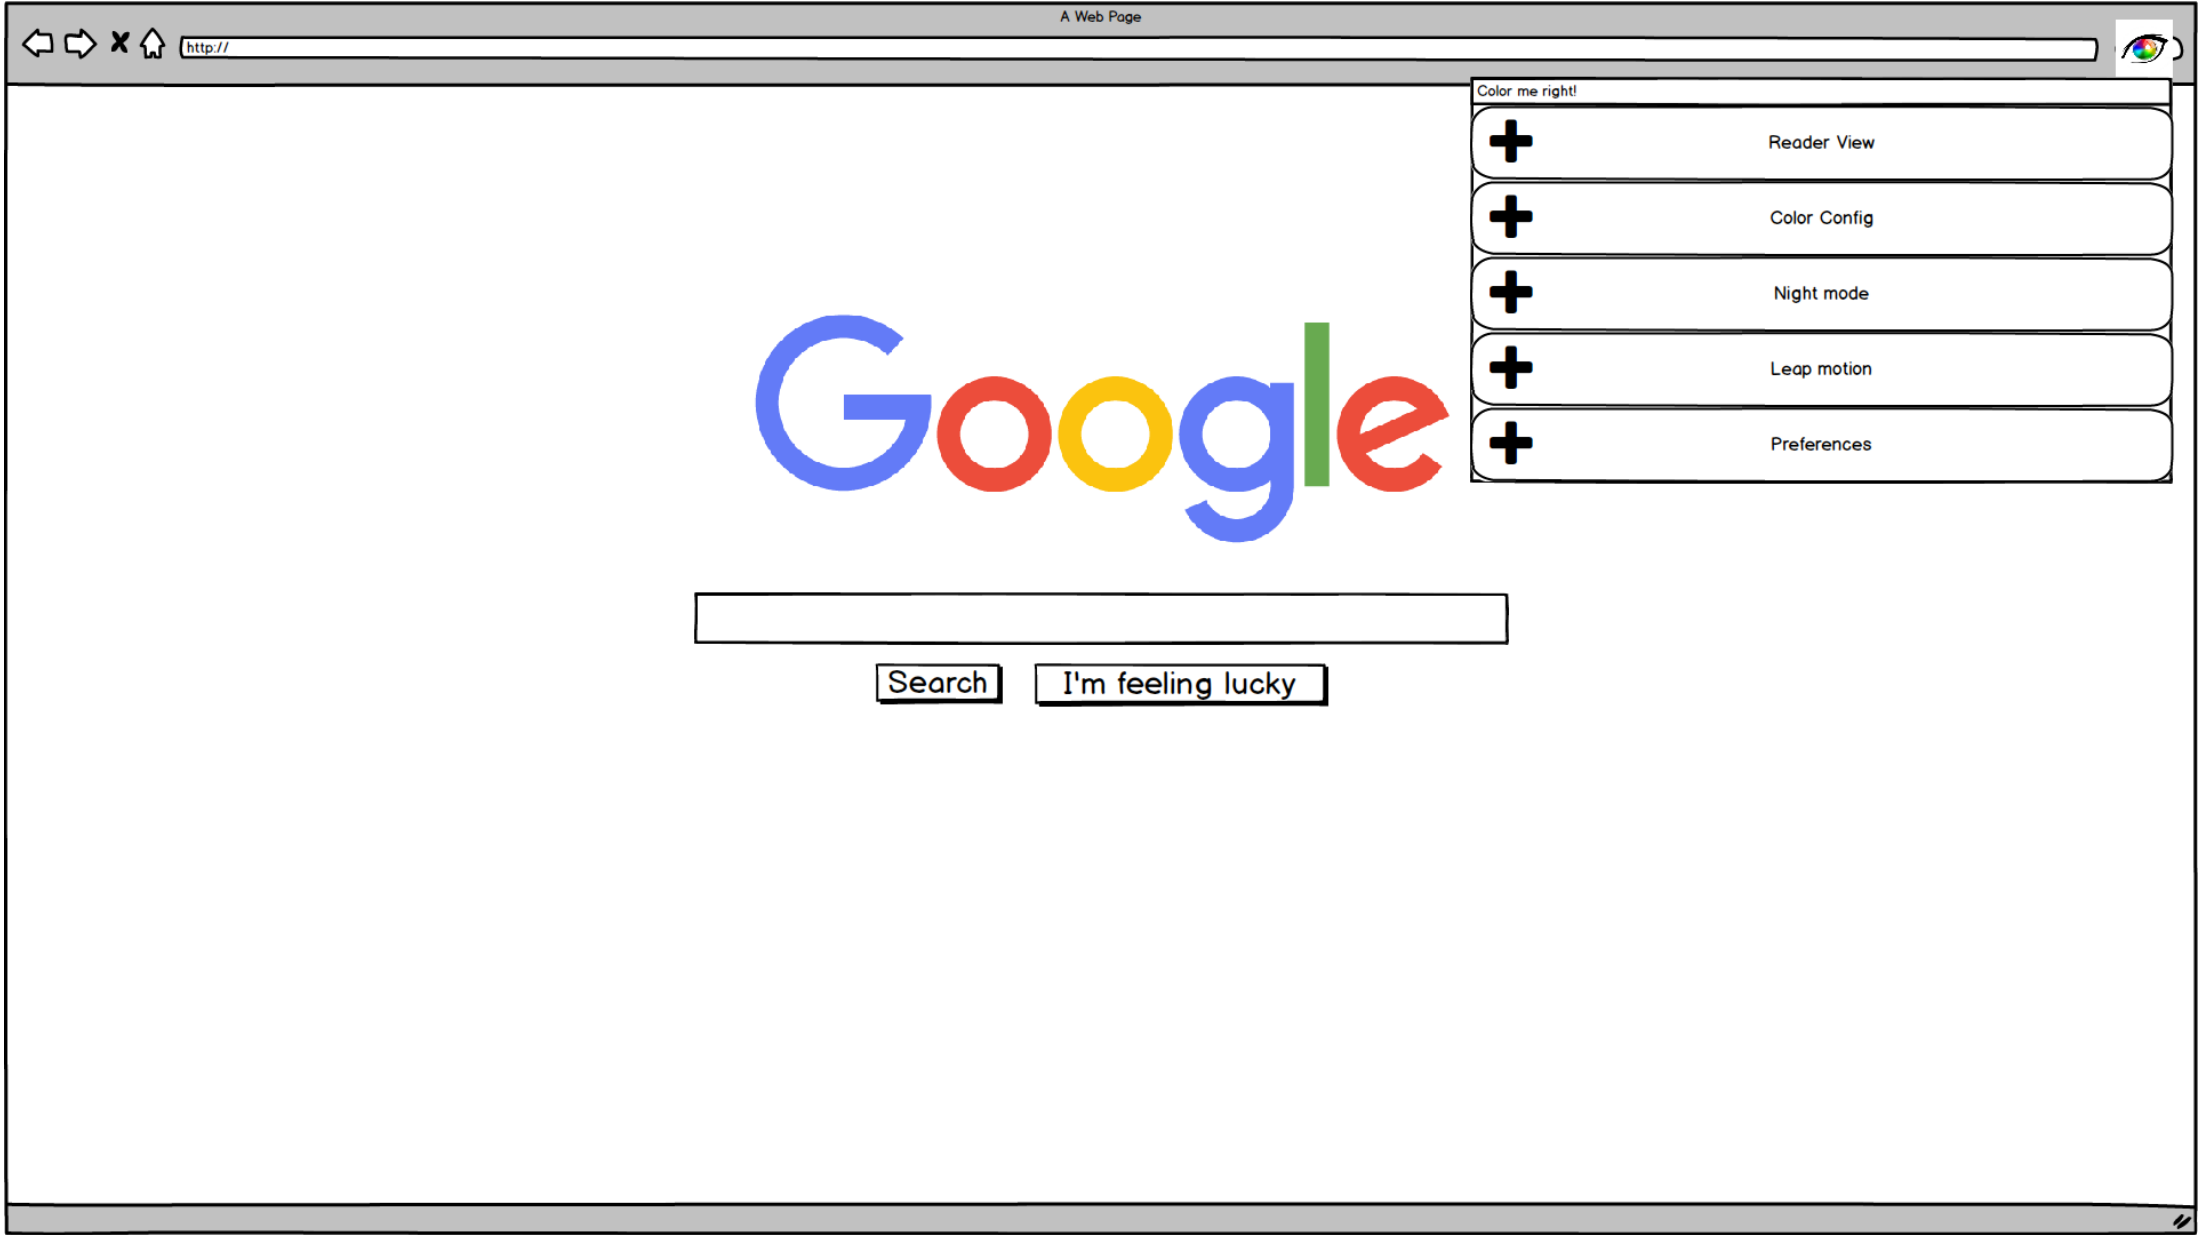 A Web Page
http://
Color me right!
Reader View
Color Config
Night mode
Leap motion
Preferences
Google
Search
I'm feeling lucky